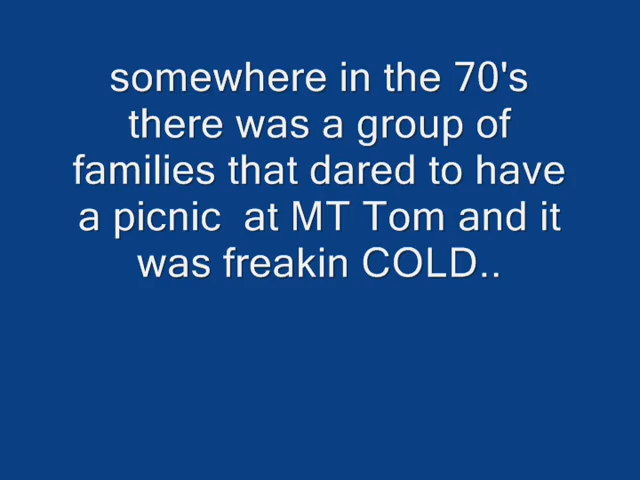 somewhere in the 70's
there was a group of
families that dared to have
a picnic  at MT Tom and it
was freakin COLD..